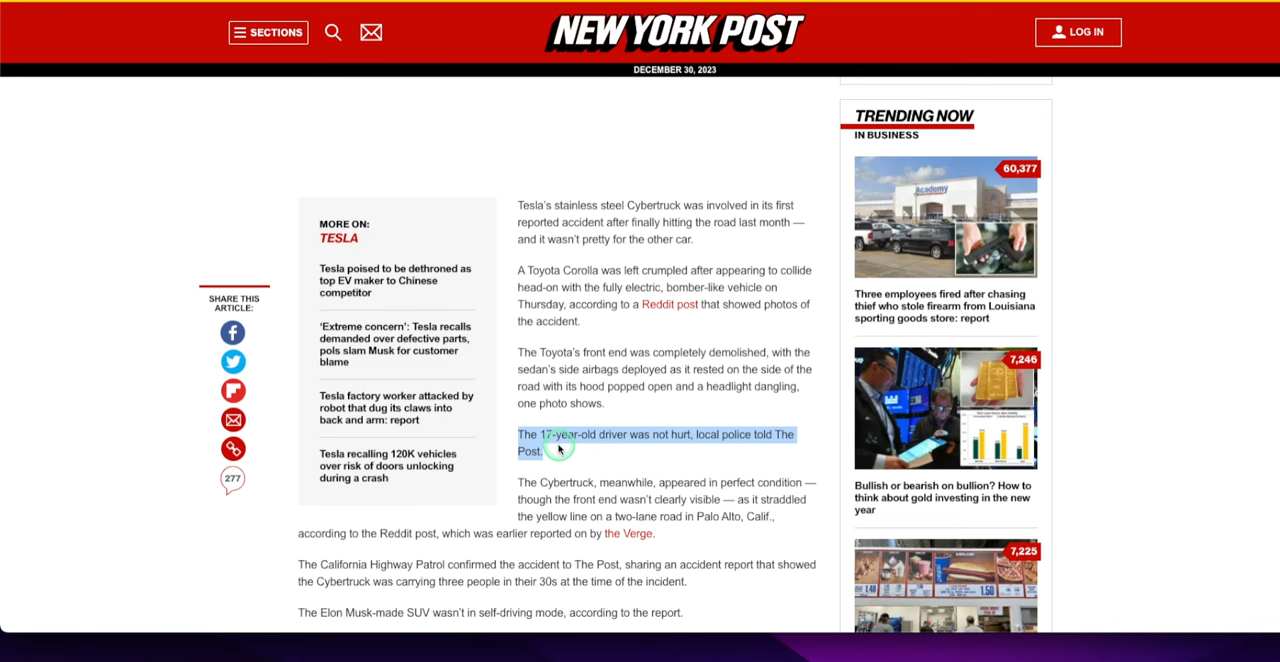 SECTIONS
NEW YORK POST
LOG IN
DECEMBER 30, 2023
SHARE THIS
ARTICLE:
277
MORE ON:
TESLA
Tesla poised to be dethroned as
top EV maker to Chinese
competitor
'Extreme concern': Tesla recalls
demanded over defective parts,
pols slam Musk for customer
blame
Tesla factory worker attacked by
robot that dug its claws into
back and arm: report
Tesla recalling 120K vehicles
over risk of doors unlocking
during a crash
Tesla's stainless steel Cybertruck was involved in its first
reported accident after finally hitting the road last month —
and it wasn't pretty for the other car.
A Toyota Corolla was left crumpled after appearing to collide
head-on with the fully electric, bomber-like vehicle on
Thursday, according to a Reddit post that showed photos of
the accident.
The Toyota's front end was completely demolished, with the
sedan's side airbags deployed as it rested on the side of the
road with its hood popped open and a headlight dangling,
one photo shows.
The 17-year-old driver was not hurt, local police told The
Post.
The Cybertruck, meanwhile, appeared in perfect condition —
though the front end wasn't clearly visible — as it straddled
the yellow line on a two-lane road in Palo Alto, Calif.,
according to the Reddit post, which was earlier reported on by the Verge.
The California Highway Patrol confirmed the accident to The Post, sharing an accident report that showed
the Cybertruck was carrying three people in their 30s at the time of the incident.
The Elon Musk-made SUV wasn't in self-driving mode, according to the report.
TRENDING NOW
IN BUSINESS
60,377
Academy
Three employees fired after chasing
thief who stole firearm from Louisiana
sporting goods store: report
7,246
Bullish or bearish on bullion? How to
think about gold investing in the new
year
7,225
1.50